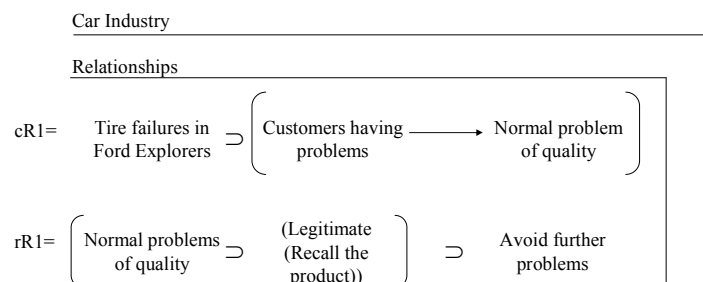 Car Industry
Relationships
cR1= Tire failures in Ford Explorers ⊃ ( Customers having problems → Normal problem of quality )
rR1= ( Normal problems of quality ⊃ (Legitimate (Recall the product)) ) ⊃ Avoid further problems